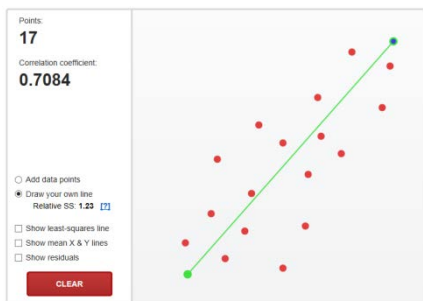 Points:
17
Correlation coefficient:
0.7084
Add data points
Draw your own line
Relative SS: 1.23 [?]
Show least-squares line
Show mean X & Y lines
Show residuals
CLEAR